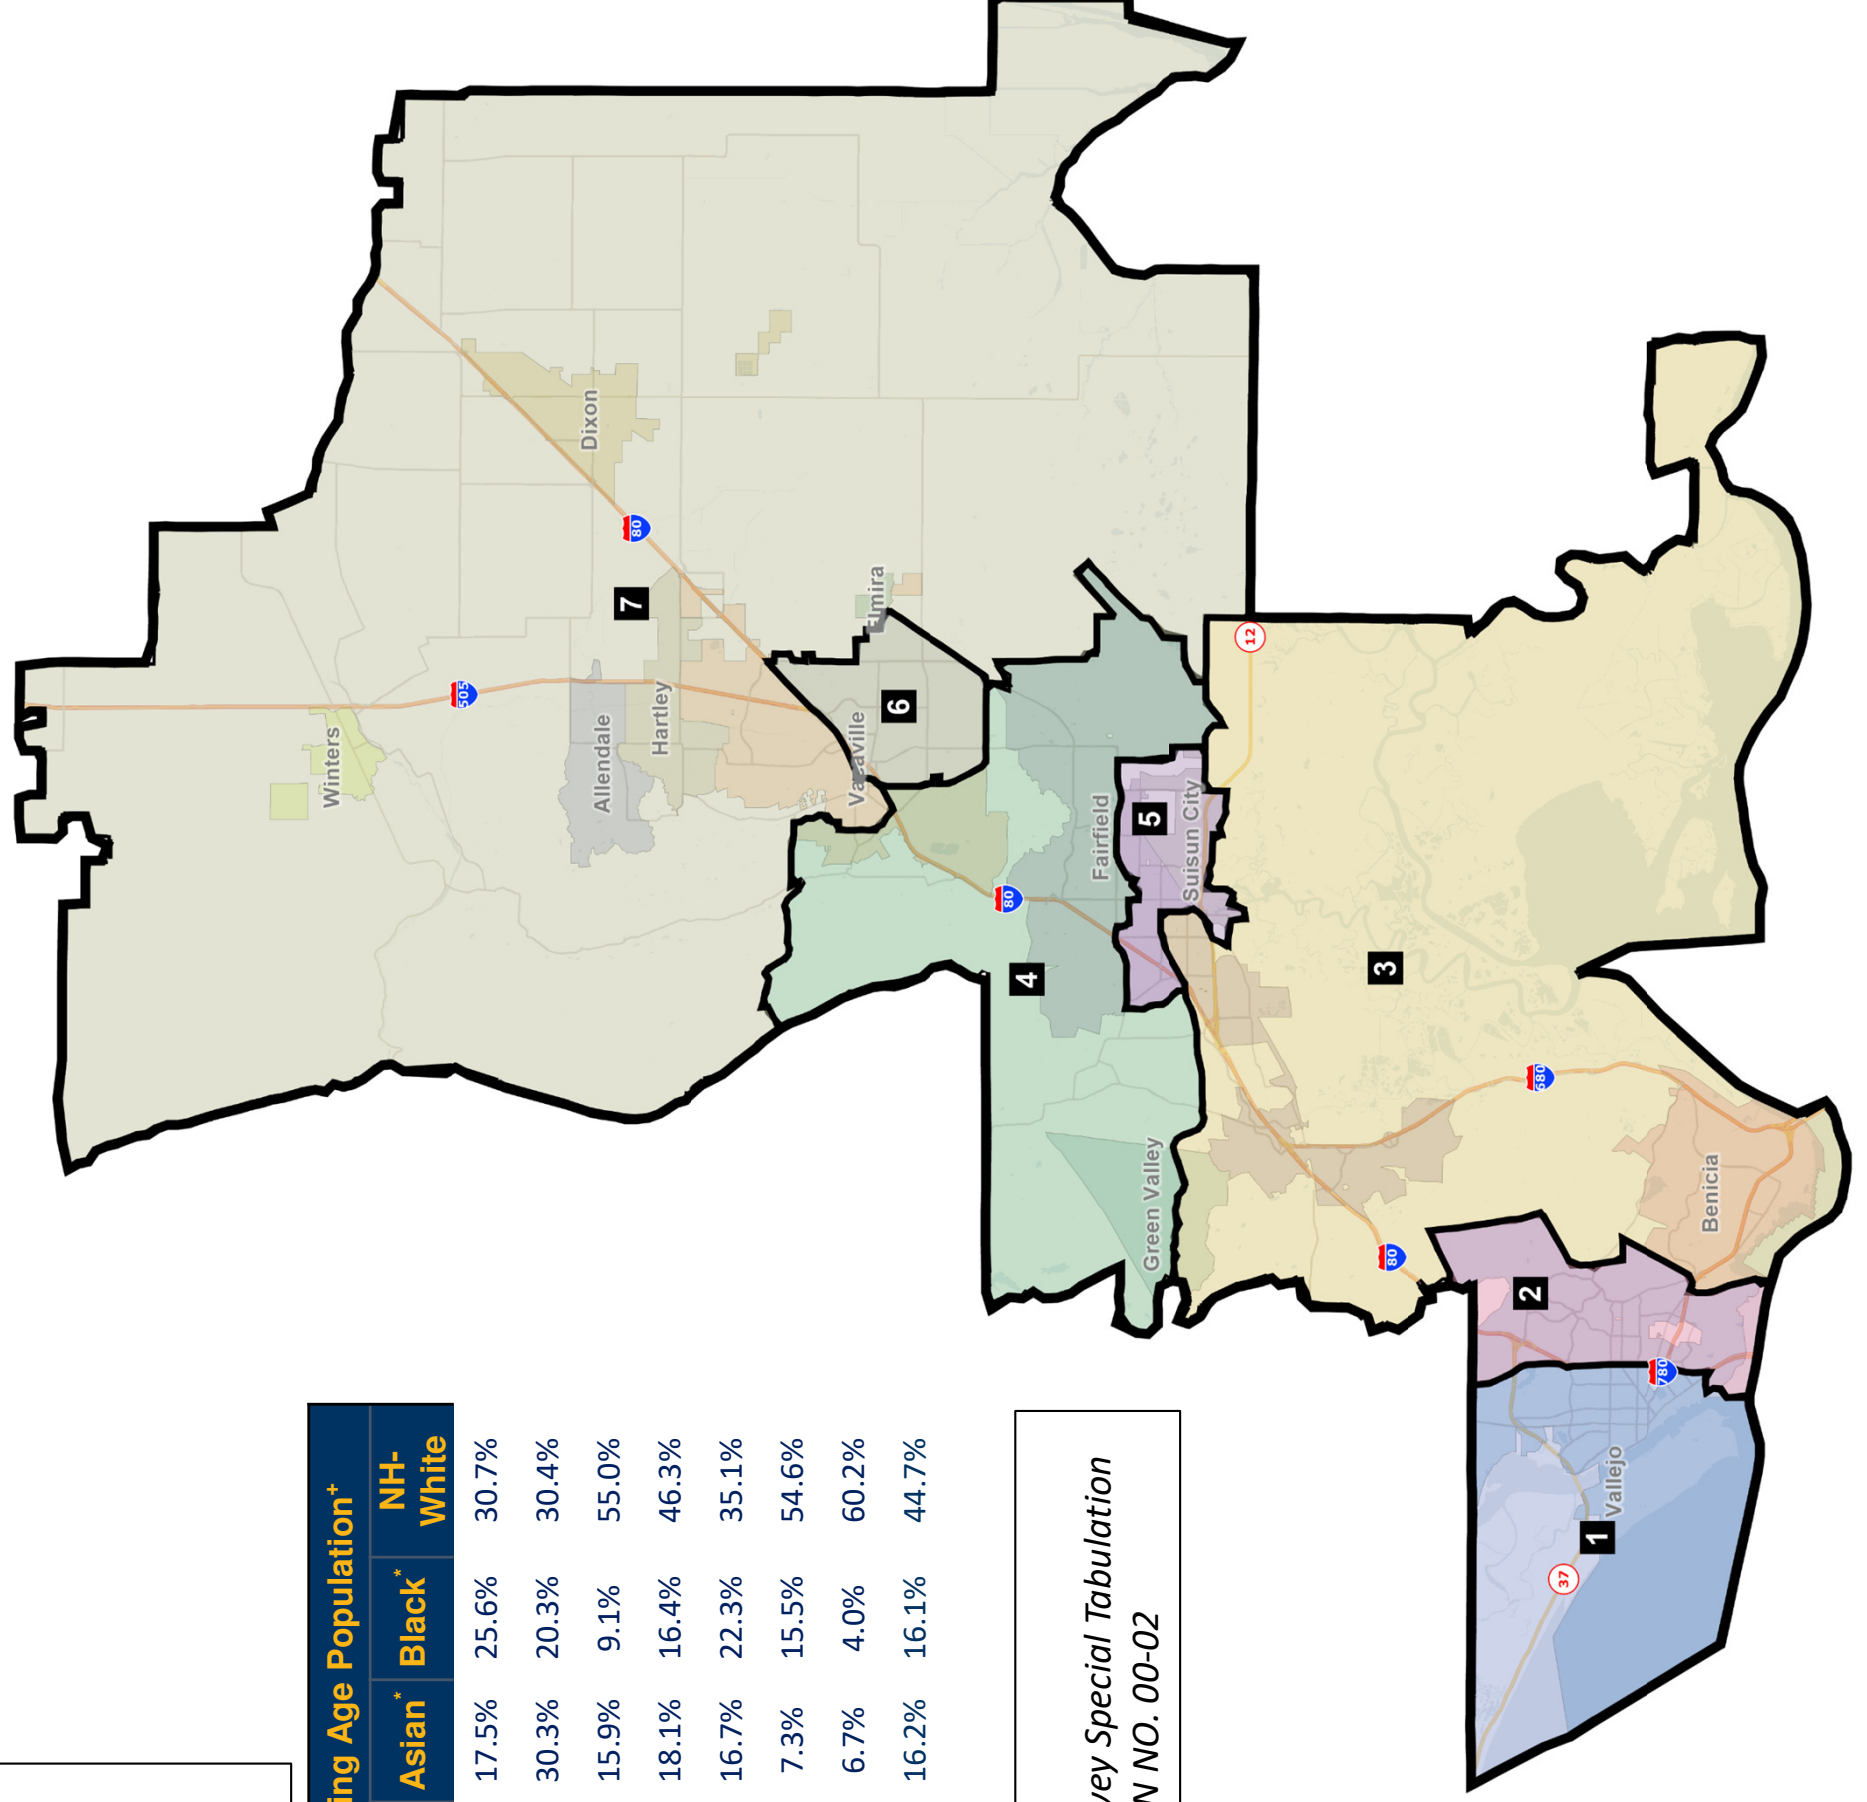 ing Age Population+
Asian* Black* NH-White
17.5% 25.6% 30.7%
30.3% 20.3% 30.4%
15.9% 9.1% 55.0%
18.1% 16.4% 46.3%
16.7% 22.3% 35.1%
7.3% 15.5% 54.6%
6.7% 4.0% 60.2%
16.2% 16.1% 44.7%
vey Special Tabulation
N NO. 00-02
Winters
505
Allendale
Hartley
7
80
Dixon
Vacaville
6
Elmira
80
4
Fairfield
5
Green Valley
Suisun City
12
80
3
2
680
37
1
Vallejo
780
Benicia